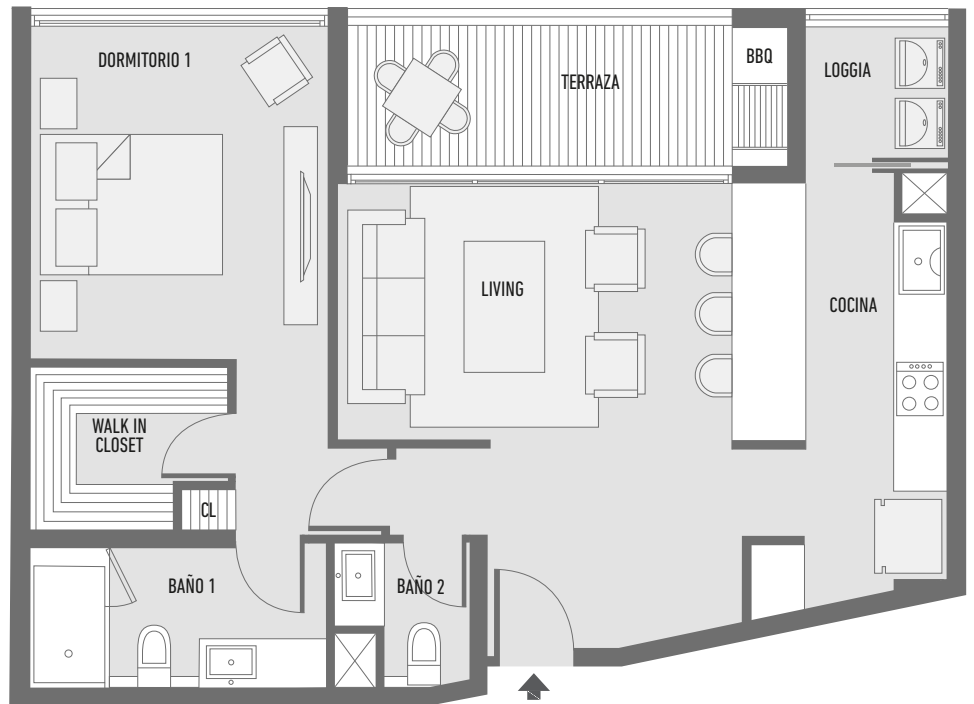 DORMITORIO 1
TERRAZA
BBQ
LOGGIA
LIVING
COCINA
WALK IN
CLOSET
CL
BAÑO 1
BAÑO 2